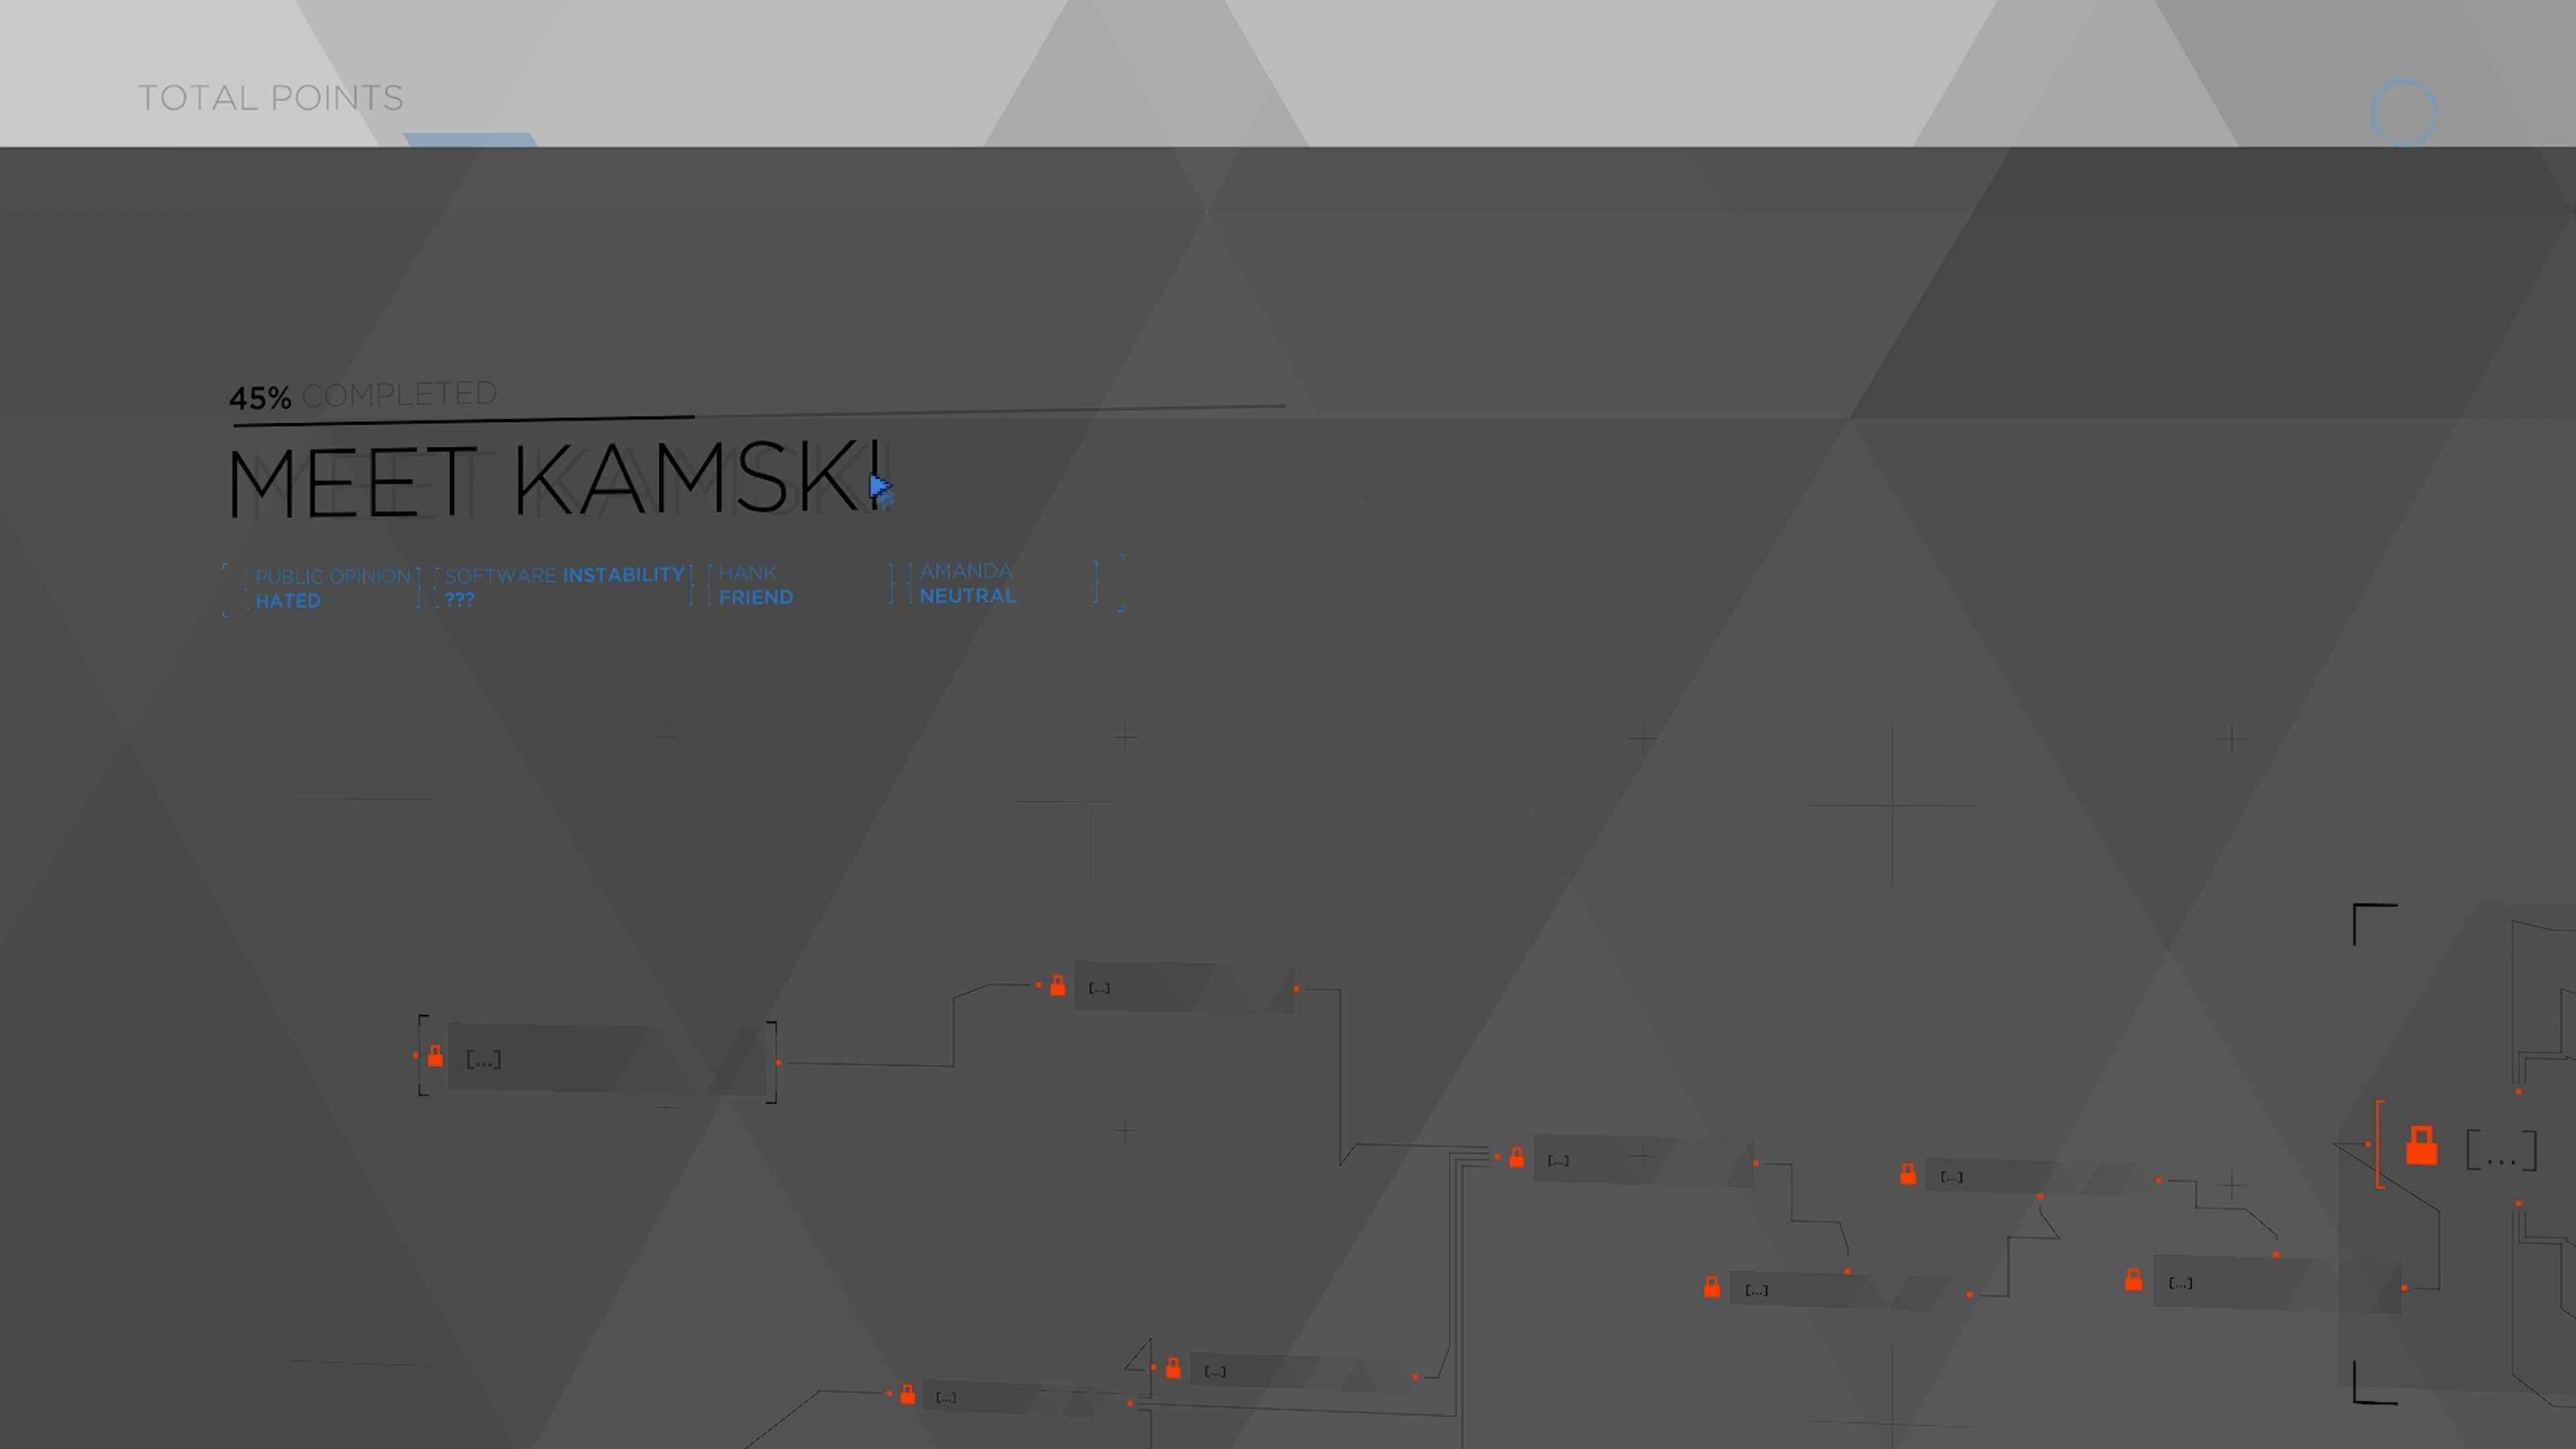 TOTAL POINTS
45% COMPLETED
MEET KAMSKI
PUBLIC OPINION
HATED
SOFTWARE INSTABILITY
???
HANK
FRIEND
AMANDA
NEUTRAL
[...]
[...]
[...]
[...]
[...]
[...]
[...]
[...]
[...]